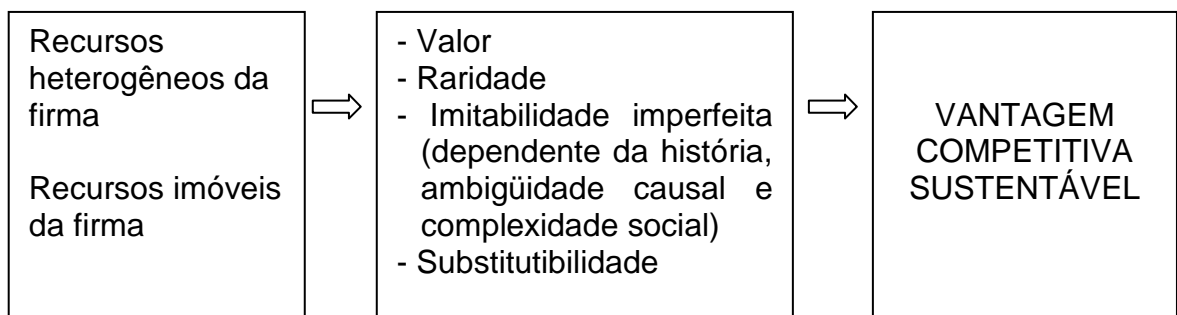 Recursos
heterogêneos da
firma
Recursos imóveis
da firma
- Valor
- Raridade
- Imitabilidade imperfeita
(dependente da história,
ambigüidade causal e
complexidade social)
- Substitutibilidade
VANTAGEM
COMPETITIVA
SUSTENTÁVEL